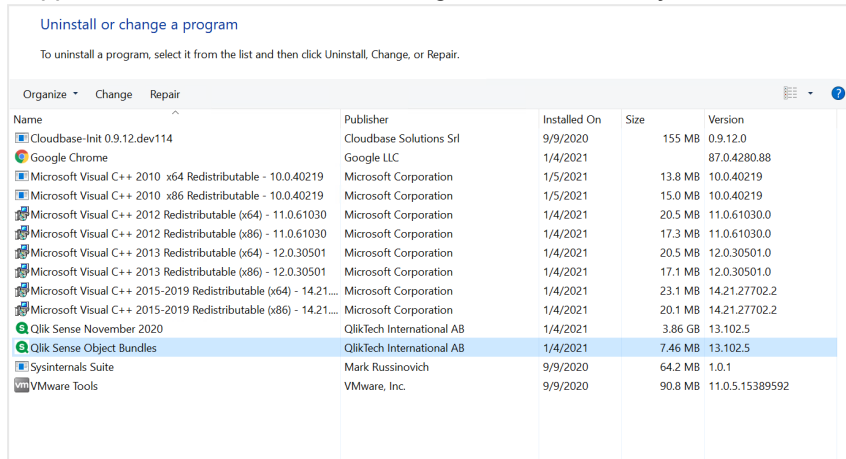 Uninstall or change a program
To uninstall a program, select it from the list and then click Uninstall, Change, or Repair.
Organize Change Repair
Name Publisher Installed On Size Version
Cloudbase-Init 0.9.12.dev114 Cloudbase Solutions Srl 9/9/2020 155 MB 0.9.12.0
Google Chrome Google LLC 1/4/2021 87.0.4280.88
Microsoft Visual C++ 2010 x64 Redistributable - 10.0.40219 Microsoft Corporation 1/5/2021 13.8 MB 10.0.40219
Microsoft Visual C++ 2010 x86 Redistributable - 10.0.40219 Microsoft Corporation 1/5/2021 15.0 MB 10.0.40219
Microsoft Visual C++ 2012 Redistributable (x64) - 11.0.61030 Microsoft Corporation 1/4/2021 20.5 MB 11.0.61030.0
Microsoft Visual C++ 2012 Redistributable (x86) - 11.0.61030 Microsoft Corporation 1/4/2021 17.3 MB 11.0.61030.0
Microsoft Visual C++ 2013 Redistributable (x64) - 12.0.30501 Microsoft Corporation 1/4/2021 20.5 MB 12.0.30501.0
Microsoft Visual C++ 2013 Redistributable (x86) - 12.0.30501 Microsoft Corporation 1/4/2021 17.1 MB 12.0.30501.0
Microsoft Visual C++ 2015-2019 Redistributable (x64) - 14.21.... Microsoft Corporation 1/4/2021 23.1 MB 14.21.27702.2
Microsoft Visual C++ 2015-2019 Redistributable (x86) - 14.21.... Microsoft Corporation 1/4/2021 20.1 MB 14.21.27702.2
Qlik Sense November 2020 QlikTech International AB 1/4/2021 3.86 GB 13.102.5
Qlik Sense Object Bundles QlikTech International AB 1/4/2021 7.46 MB 13.102.5
Sysinternals Suite Mark Russinovich 9/9/2020 64.2 MB 1.0.1
vm VMware Tools VMware, Inc. 9/9/2020 90.8 MB 11.0.5.15389592